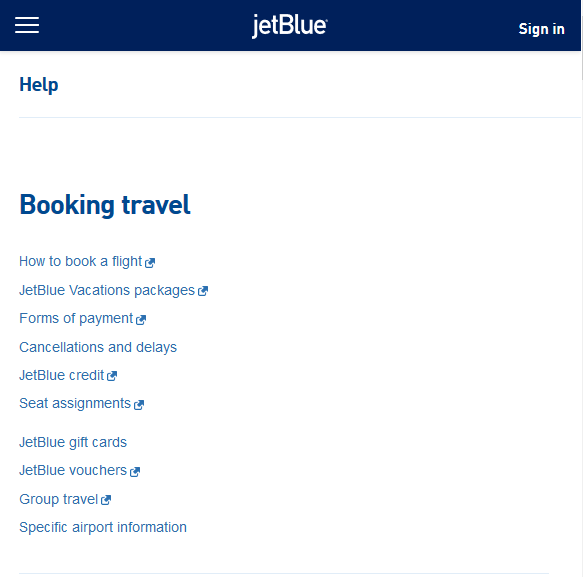 jetBlue
Sign in
Help
Booking travel
How to book a flight
JetBlue Vacations packages
Forms of payment
Cancellations and delays
JetBlue credit
Seat assignments
JetBlue gift cards
JetBlue vouchers
Group travel
Specific airport information